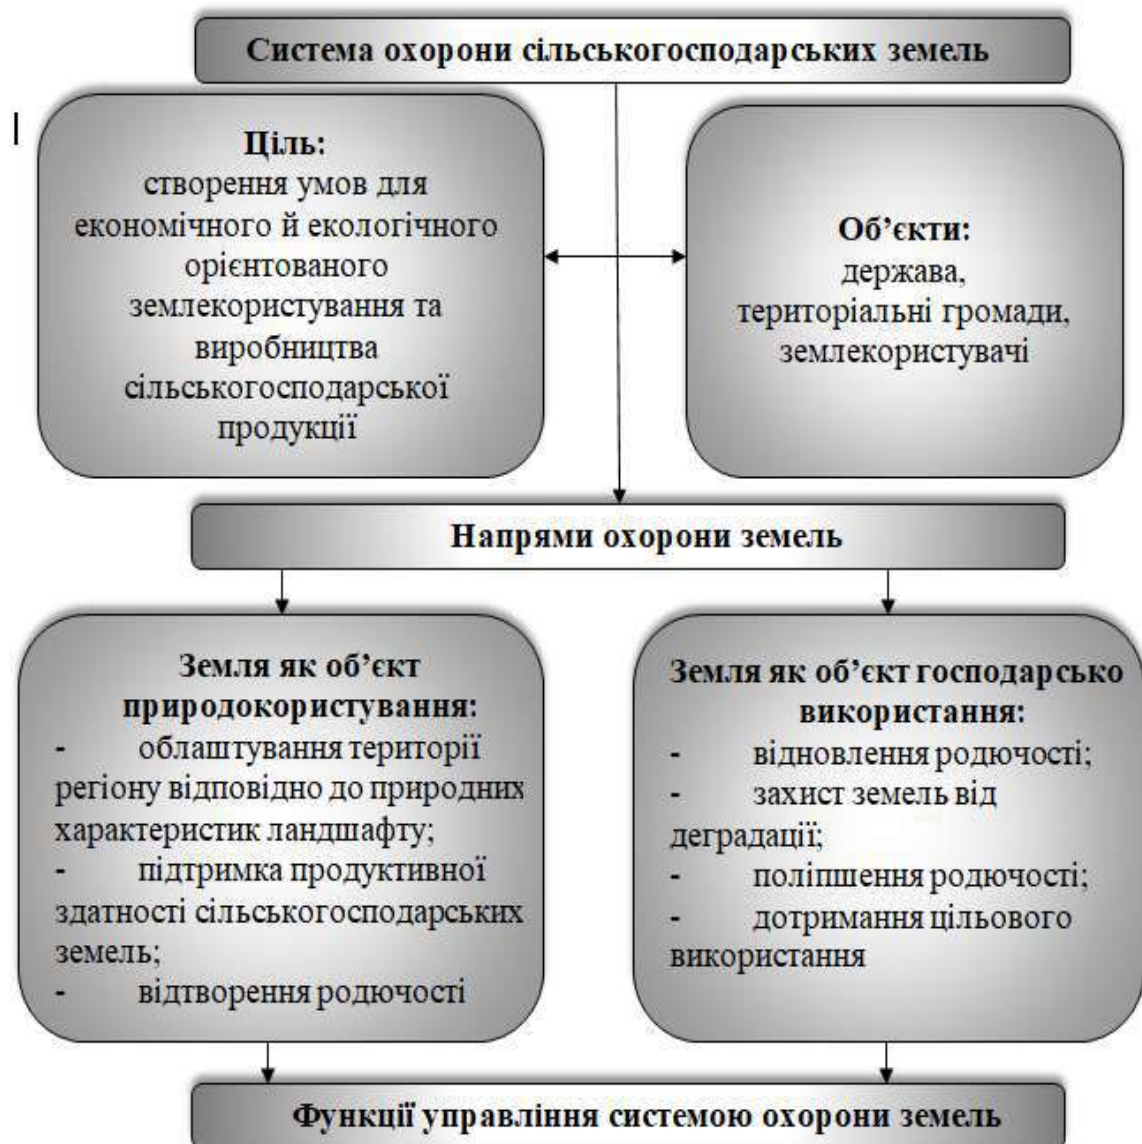 Система охорони сільськогосподарських земель
Ціль:
створення умов для
економічного й екологічного
орієнтованого
землекористування та
виробництва
сільськогосподарської
продукції
Об’єкти:
держава,
територіальні громади,
землекористувачі
Напрями охорони земель
Земля як об’єкт
природокористування:
- облаштування території
регіону відповідно до природних
характеристик ландшафту;
- підтримка продуктивної
здатності сільськогосподарських
земель;
- відтворення родючості
Земля як об’єкт господарсько
використання:
- відновлення родючості;
- захист земель від
деградації;
- поліпшення родючості;
- дотримання цільового
використання
Функції управління системою охорони земель